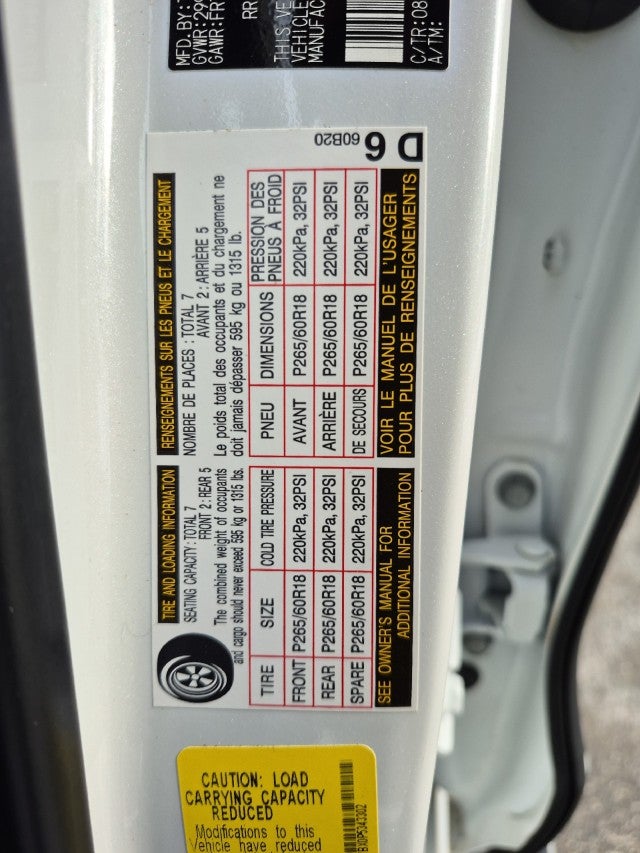 MFD.BY:
GVWR:
GAWR:FR
RR
THIS VE
VEHICLE
MANUFAC
C/TR:08
A/TM:
TIRE AND LOADING INFORMATION
SEATING CAPACITY: TOTAL 7
FRONT 2: REAR 5
The combined weight of occupants
and cargo should never exceed 595 kg or 1315 lbs.
TIRE SIZE COLD TIRE PRESSURE
FRONT P265/60R18 220kPa, 32PSI
REAR P265/60R18 220kPa, 32PSI
SPARE P265/60R18 220kPa, 32PSI
SEE OWNER'S MANUAL FOR
ADDITIONAL INFORMATION
RENSEIGNEMENTS SUR LES PNEUS ET LE CHARGEMENT
NOMBRE DE PLACES : TOTAL 7
AVANT 2: ARRIÈRE 5
Le poids total des occupants et du chargement ne
doit jamais dépasser 595 kg ou 1315 lb.
PNEU DIMENSIONS PRESSION DES
PNEUS À FROID
AVANT P265/60R18 220kPa, 32PSI
ARRIÈRE P265/60R18 220kPa, 32PSI
DE SECOURS P265/60R18 220kPa, 32PSI
VOIR LE MANUEL DE L'USAGER
POUR PLUS DE RENSEIGNEMENTS
60B20
D 6
CAUTION: LOAD
CARRYING CAPACITY
REDUCED
Modifications to this
vehicle have reduced